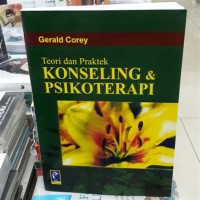 Gerald Corey
Teori dan Praktek
KONSELING &
PSIKOTERAPI